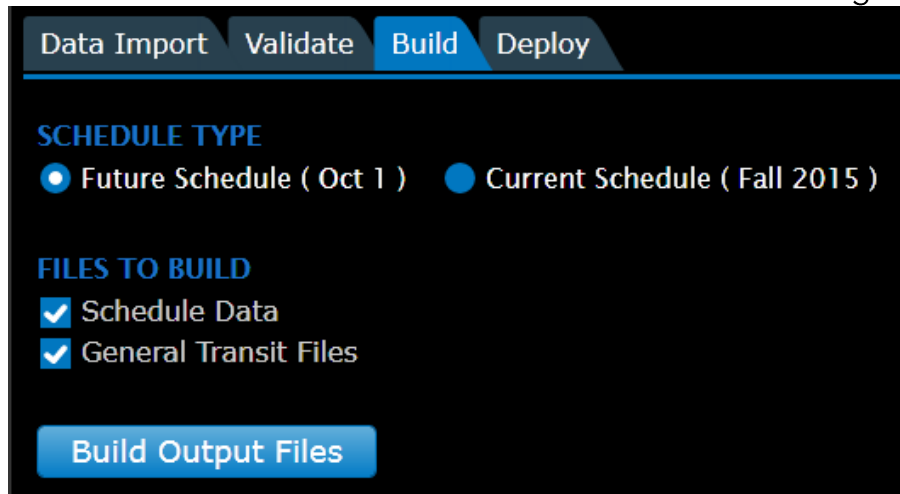 Data Import Validate Build Deploy
SCHEDULE TYPE
Future Schedule ( Oct 1 ) Current Schedule ( Fall 2015 )
FILES TO BUILD
Schedule Data
General Transit Files
Build Output Files